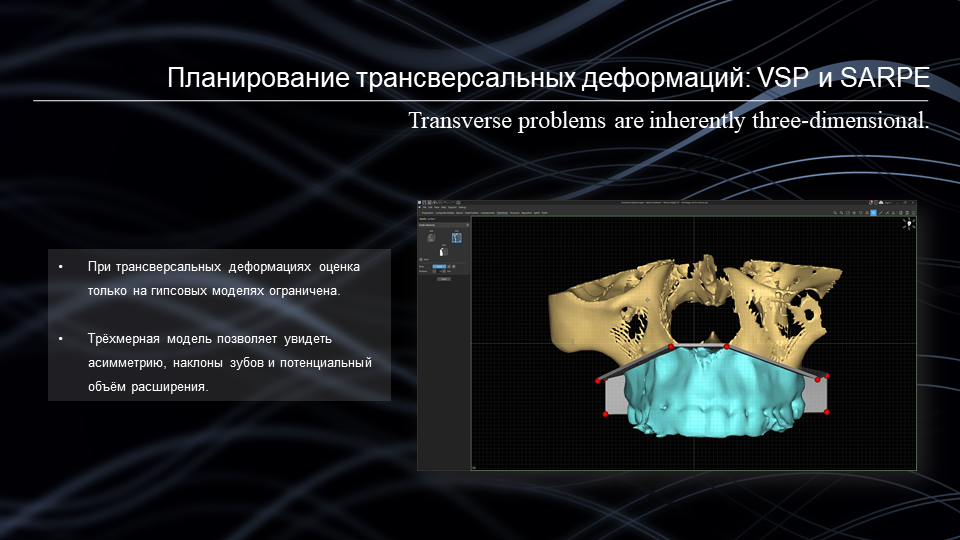 Планирование трансверсальных деформаций: VSP и SARPE
Transverse problems are inherently three-dimensional.
• При трансверсальных деформациях оценка
только на гипсовых моделях ограничена.
• Трёхмерная модель позволяет увидеть
асимметрию, наклоны зубов и потенциальный
объём расширения.